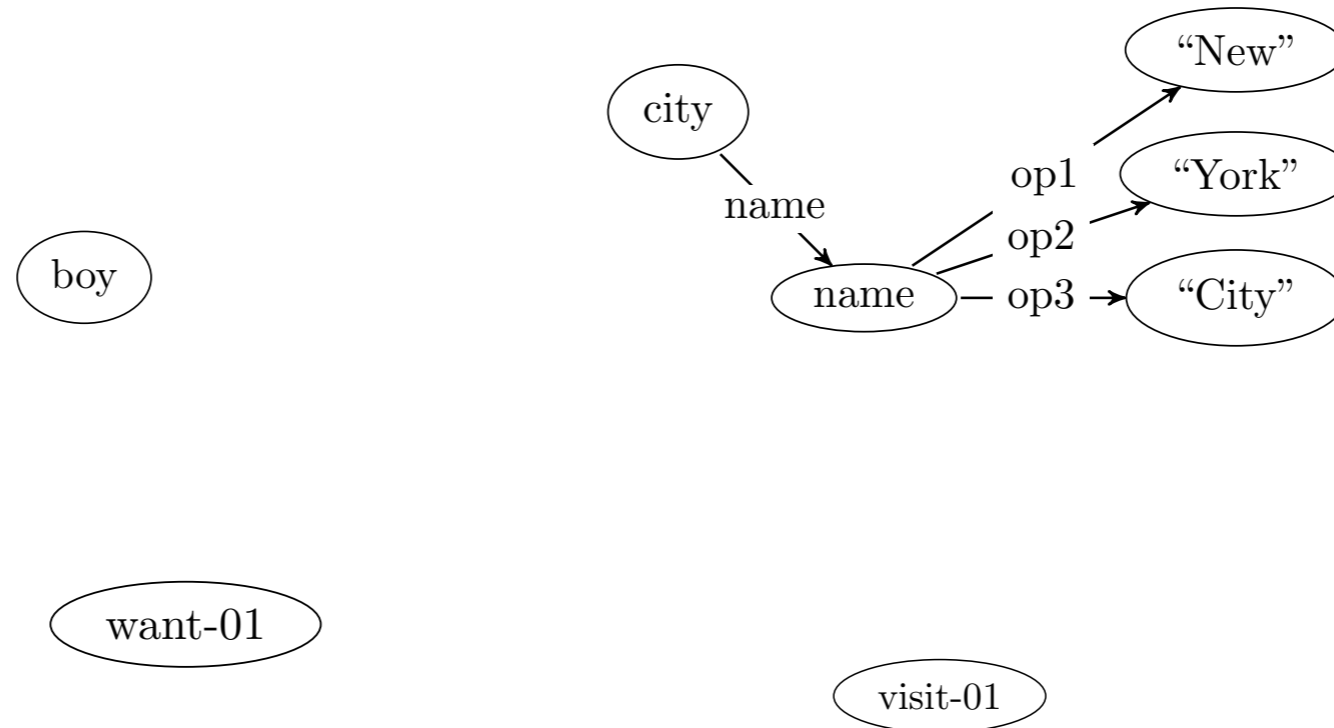 “New”
city
op1
“York”
name
op2
boy
name
op3
“City”
want-01
visit-01